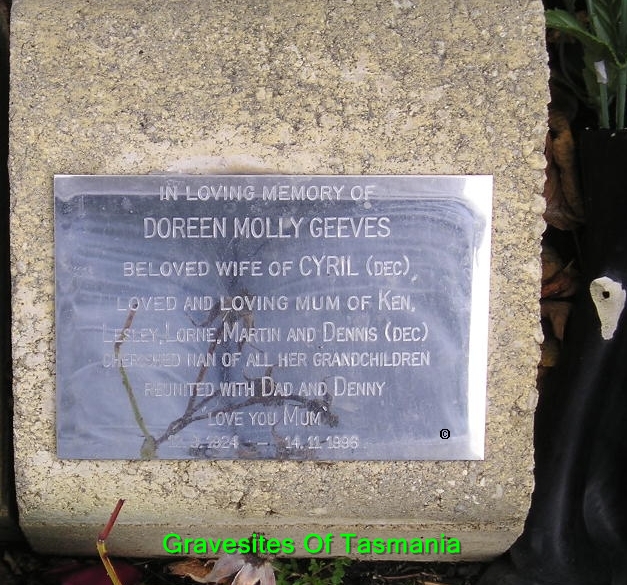 IN LOVING MEMORY OF
DOREEN MOLLY GEEVES
BELOVED WIFE OF CYRIL (DEC),
LOVED AND LOVING MUM OF KEN,
LESLEY, LORNE, MARTIN AND DENNIS (DEC)
CHERISHED NAN OF ALL HER GRANDCHILDREN
REUNITED WITH DAD AND DENNY
LOVE YOU MUM
1924 – 14.11.1996
©
Gravesites Of Tasmania